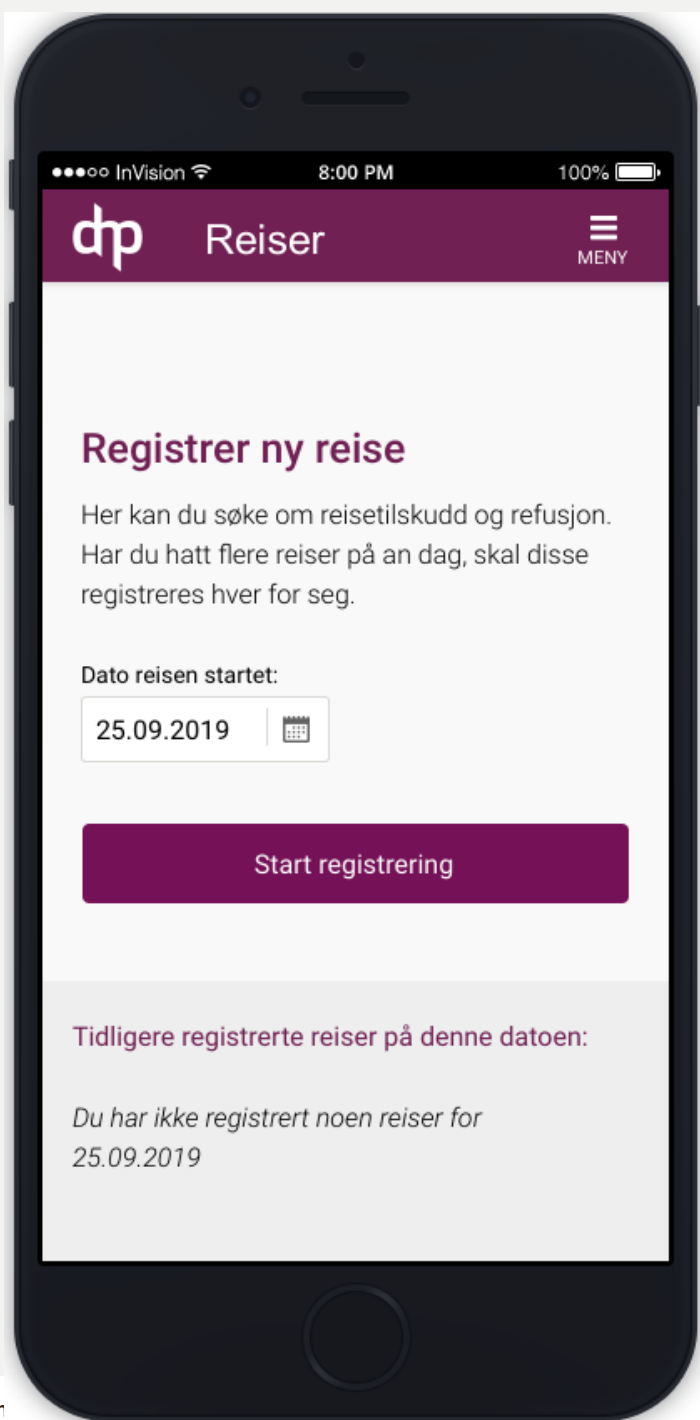 InVision 8:00 PM 100%
dp Reiser MENY
Registrer ny reise
Her kan du søke om reisetilskudd og refusjon.
Har du hatt flere reiser på an dag, skal disse
registreres hver for seg.
Dato reisen startet:
25.09.2019
Start registrering
Tidligere registrerte reiser på denne datoen:
Du har ikke registrert noen reiser for
25.09.2019